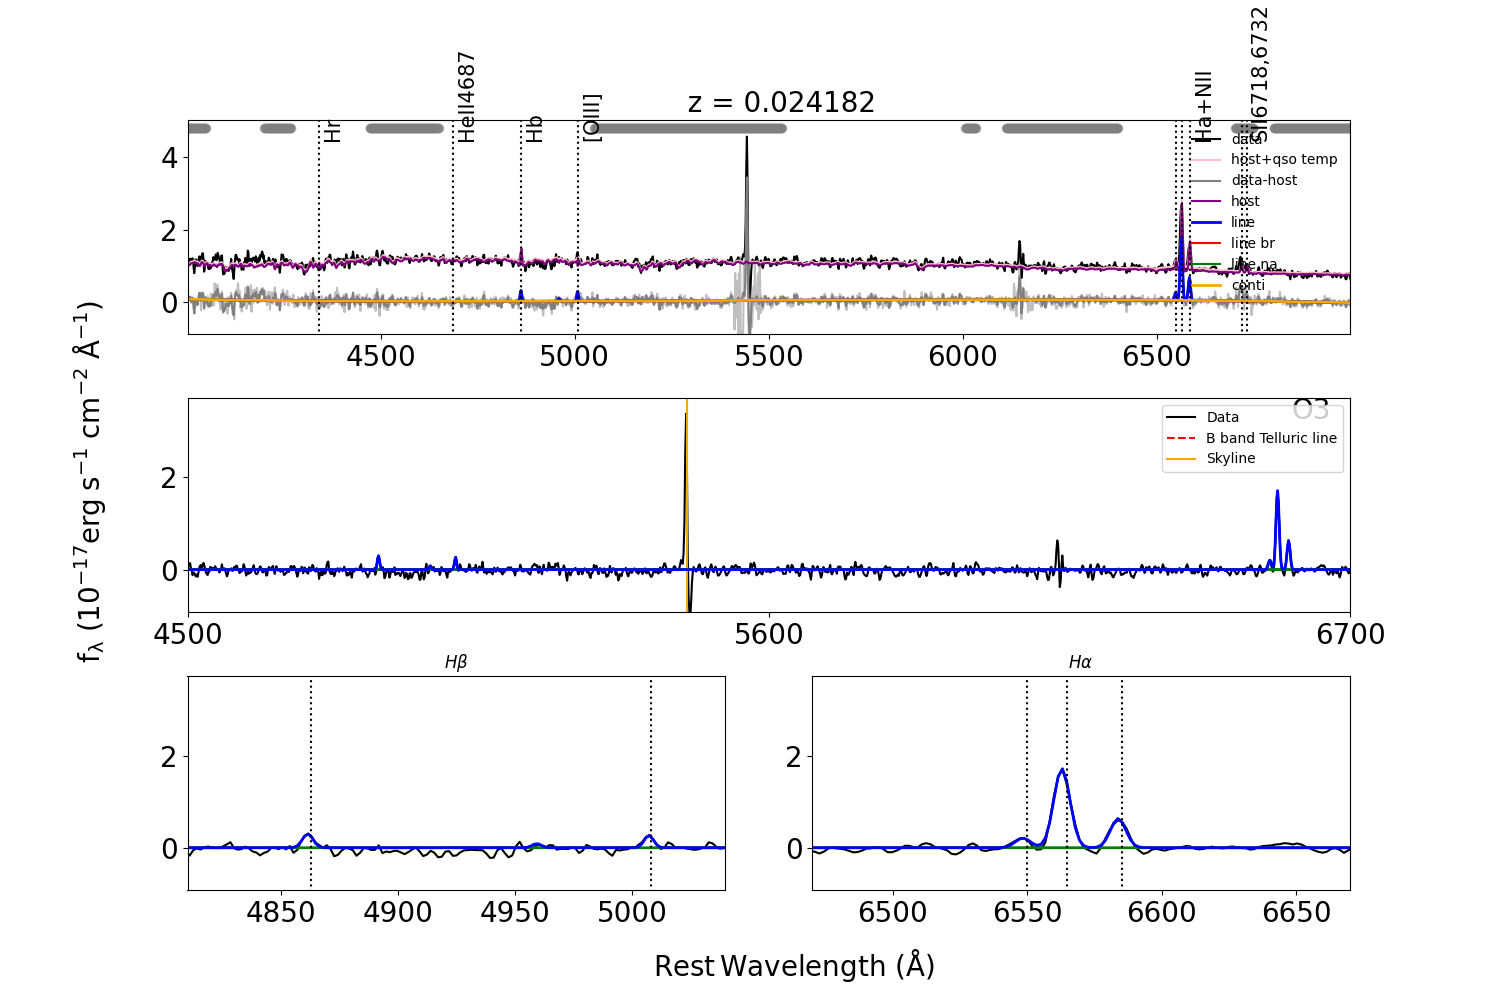 z = 0.024182
Hr
HeII4687
Hb
[OIII]
Ha+NII
SII6718,6732
data
host+qso temp
data-host
host
line
line br
line na
conti
4
2
0
4500 5000 5500 6000 6500
O3
Data
B band Telluric line
Skyline
2
0
4500 5600 6700
fλ (10⁻¹⁷erg s⁻¹ cm⁻² Å⁻¹)
Hβ
2
0
4850 4900 4950 5000
Hα
2
0
6500 6550 6600 6650
Rest Wavelength (Å)